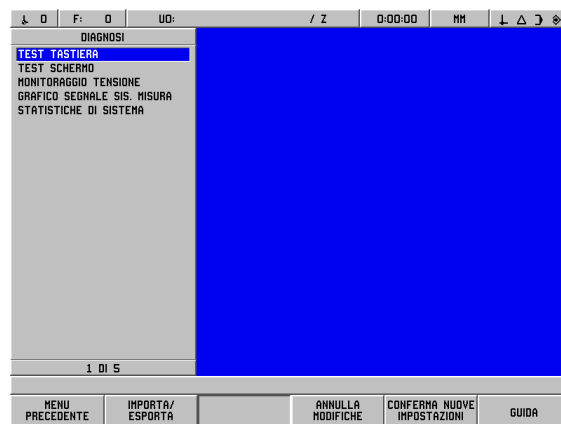 0 F: 0 UO: / Z 0:00:00 MM
DIAGNOSI
TEST TASTIERA
TEST SCHERMO
MONITORAGGIO TENSIONE
GRAFICO SEGNALE SIS. MISURA
STATISTICHE DI SISTEMA
1 DI 5
MENU
PRECEDENTE
IMPORTA/
ESPORTA
ANNULLA
MODIFICHE
CONFERMA NUOVE
IMPOSTAZIONI
GUIDA